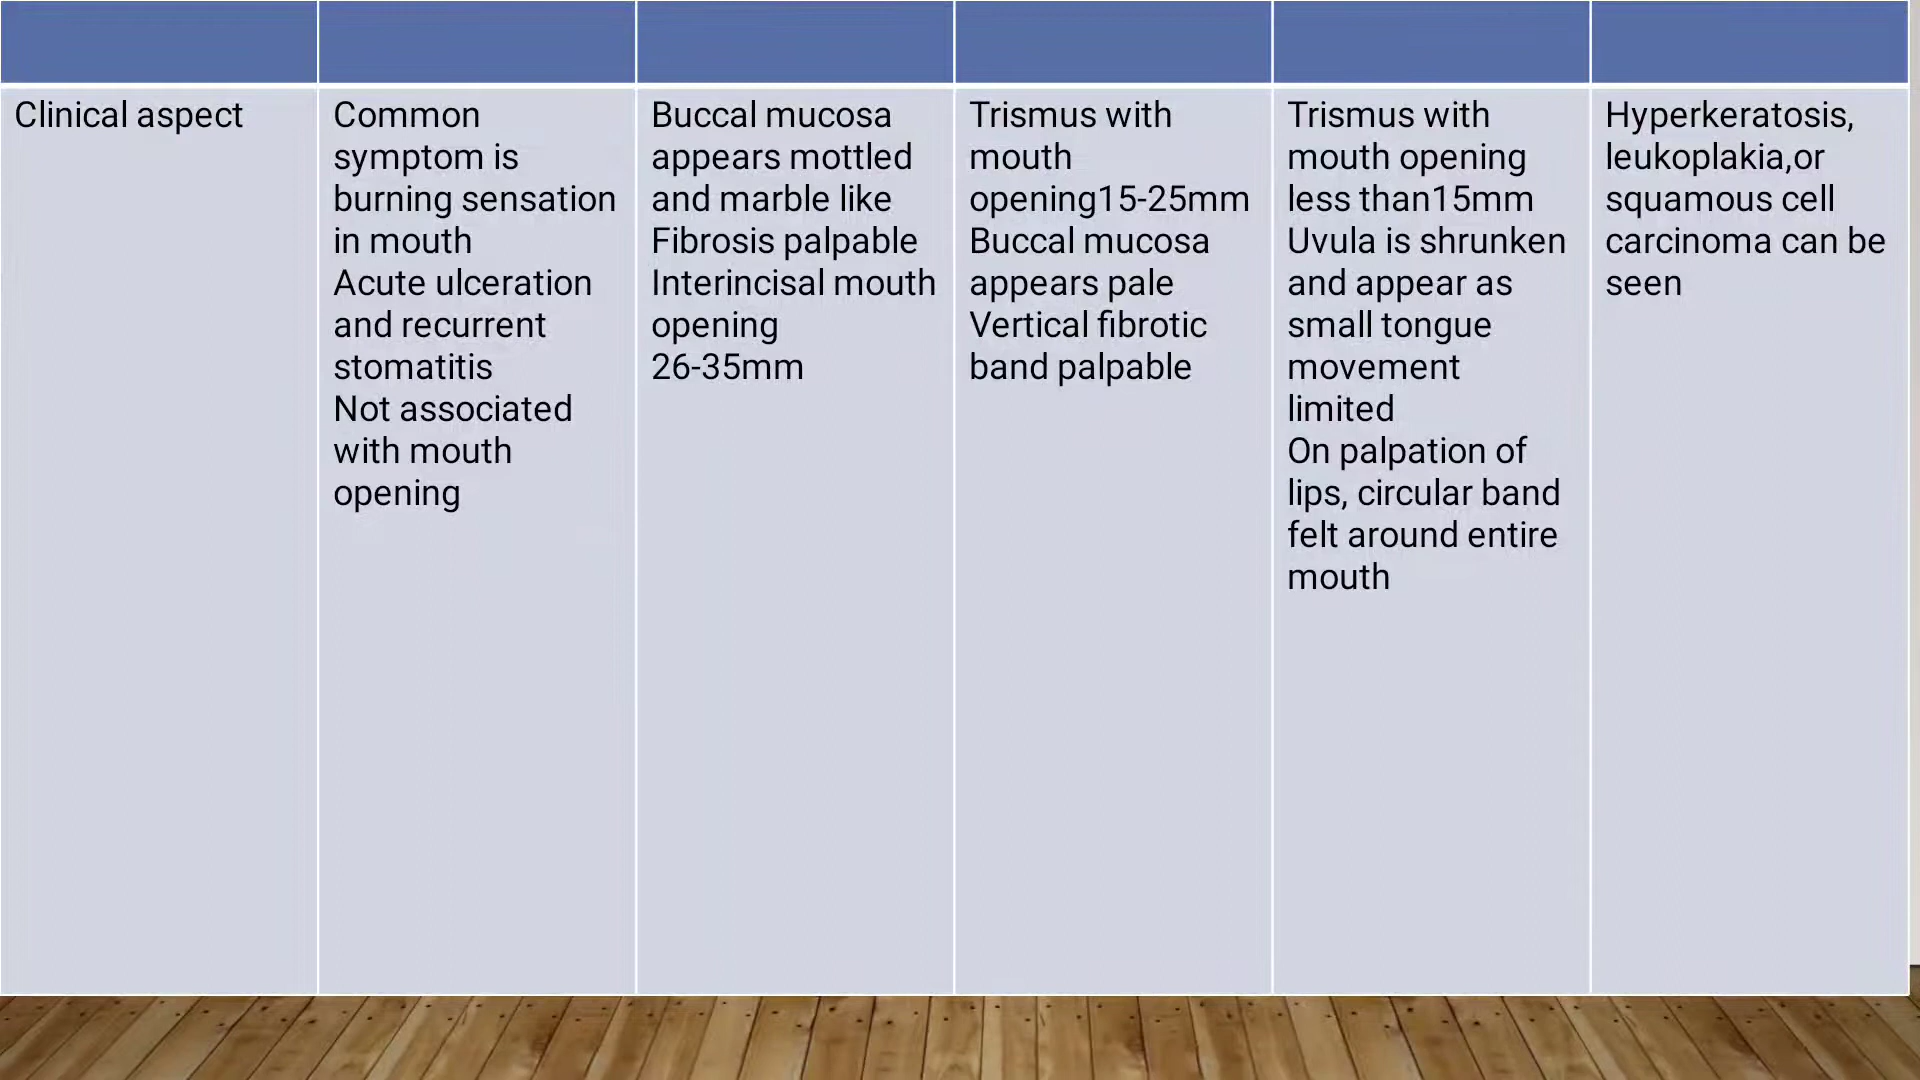 Clinical aspect
Common
symptom is
burning sensation
in mouth
Acute ulceration
and recurrent
stomatitis
Not associated
with mouth
opening
Buccal mucosa
appears mottled
and marble like
Fibrosis palpable
Interincisal mouth
opening
26-35mm
Trismus with
mouth
opening15-25mm
Buccal mucosa
appears pale
Vertical fibrotic
band palpable
Trismus with
mouth opening
less than15mm
Uvula is shrunken
and appear as
small tongue
movement
limited
On palpation of
lips, circular band
felt around entire
mouth
Hyperkeratosis,
leukoplakia,or
squamous cell
carcinoma can be
seen